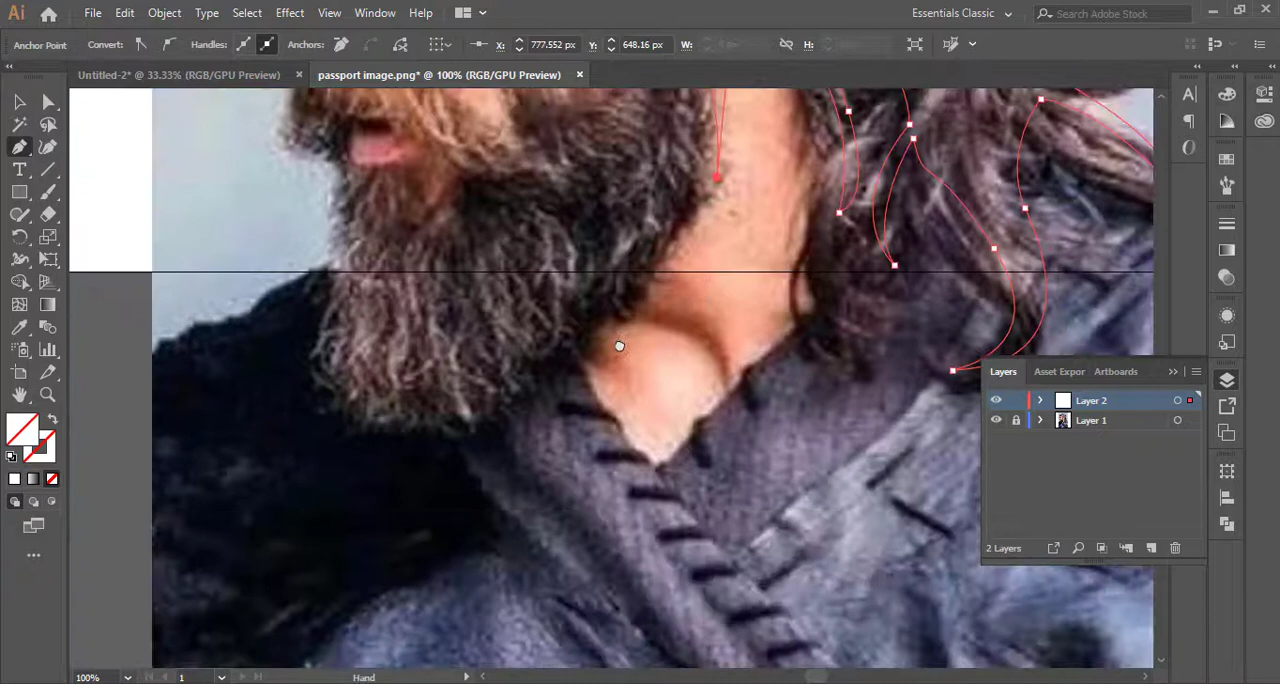 Ai File Edit Object Type Select Effect View Window Help Essentials Classic Search Adobe Stock
Anchor Point Convert: Handles: Anchors: X: 777.552 px Y: 648.16 px W: H:
Untitled-2* @ 33.33% (RGB/GPU Preview) × passport image.png* @ 100% (RGB/GPU Preview) ×
Layers Asset Expor Artboards
Layer 2
Layer 1
2 Layers
100% 1 Hand